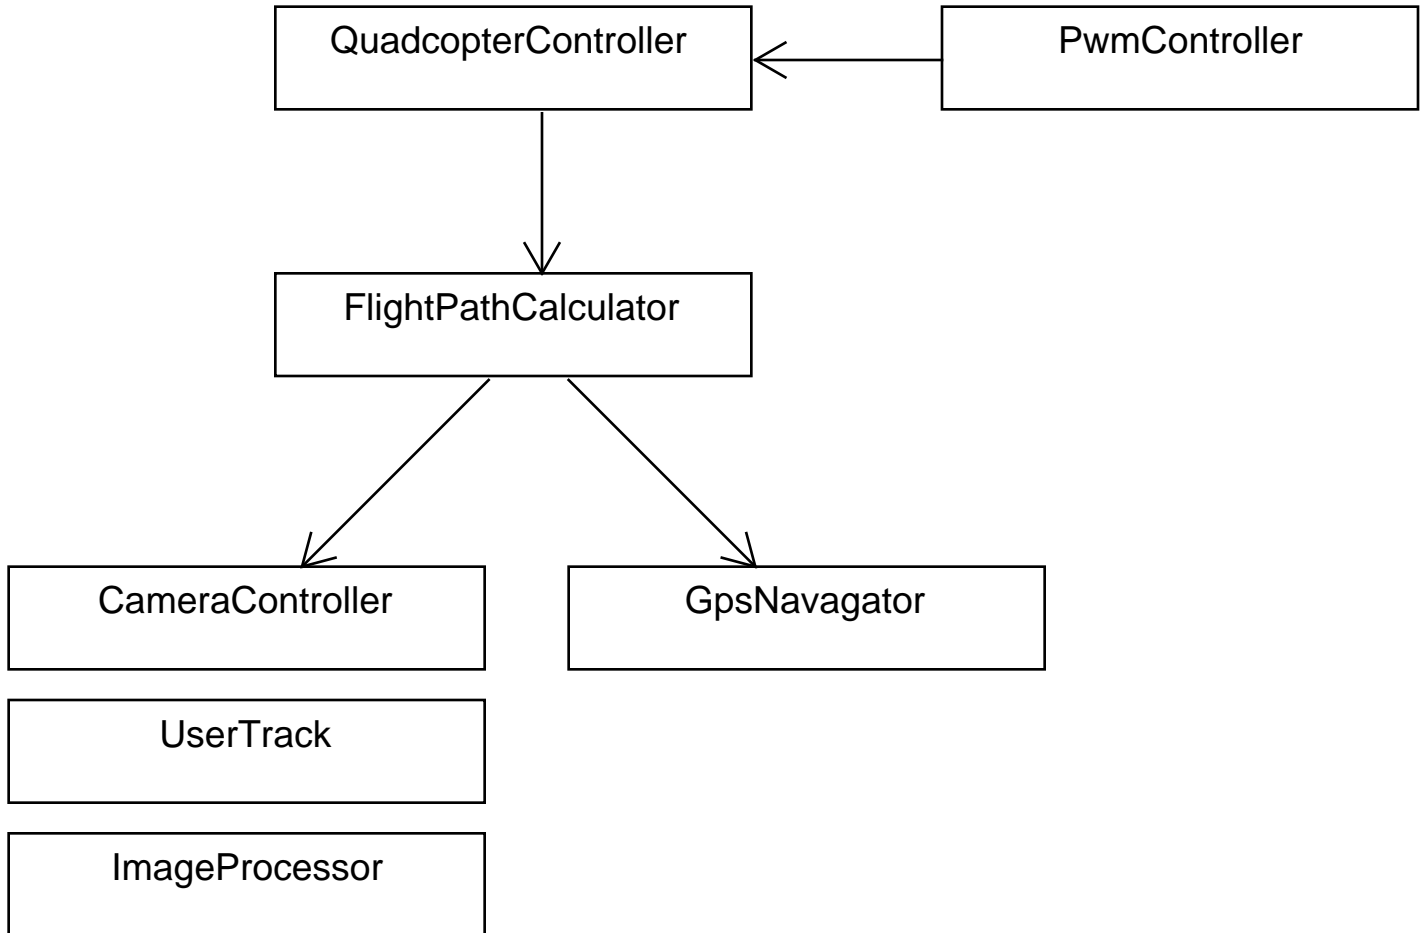 QuadcopterController
PwmController
FlightPathCalculator
CameraController
GpsNavagator
UserTrack
ImageProcessor